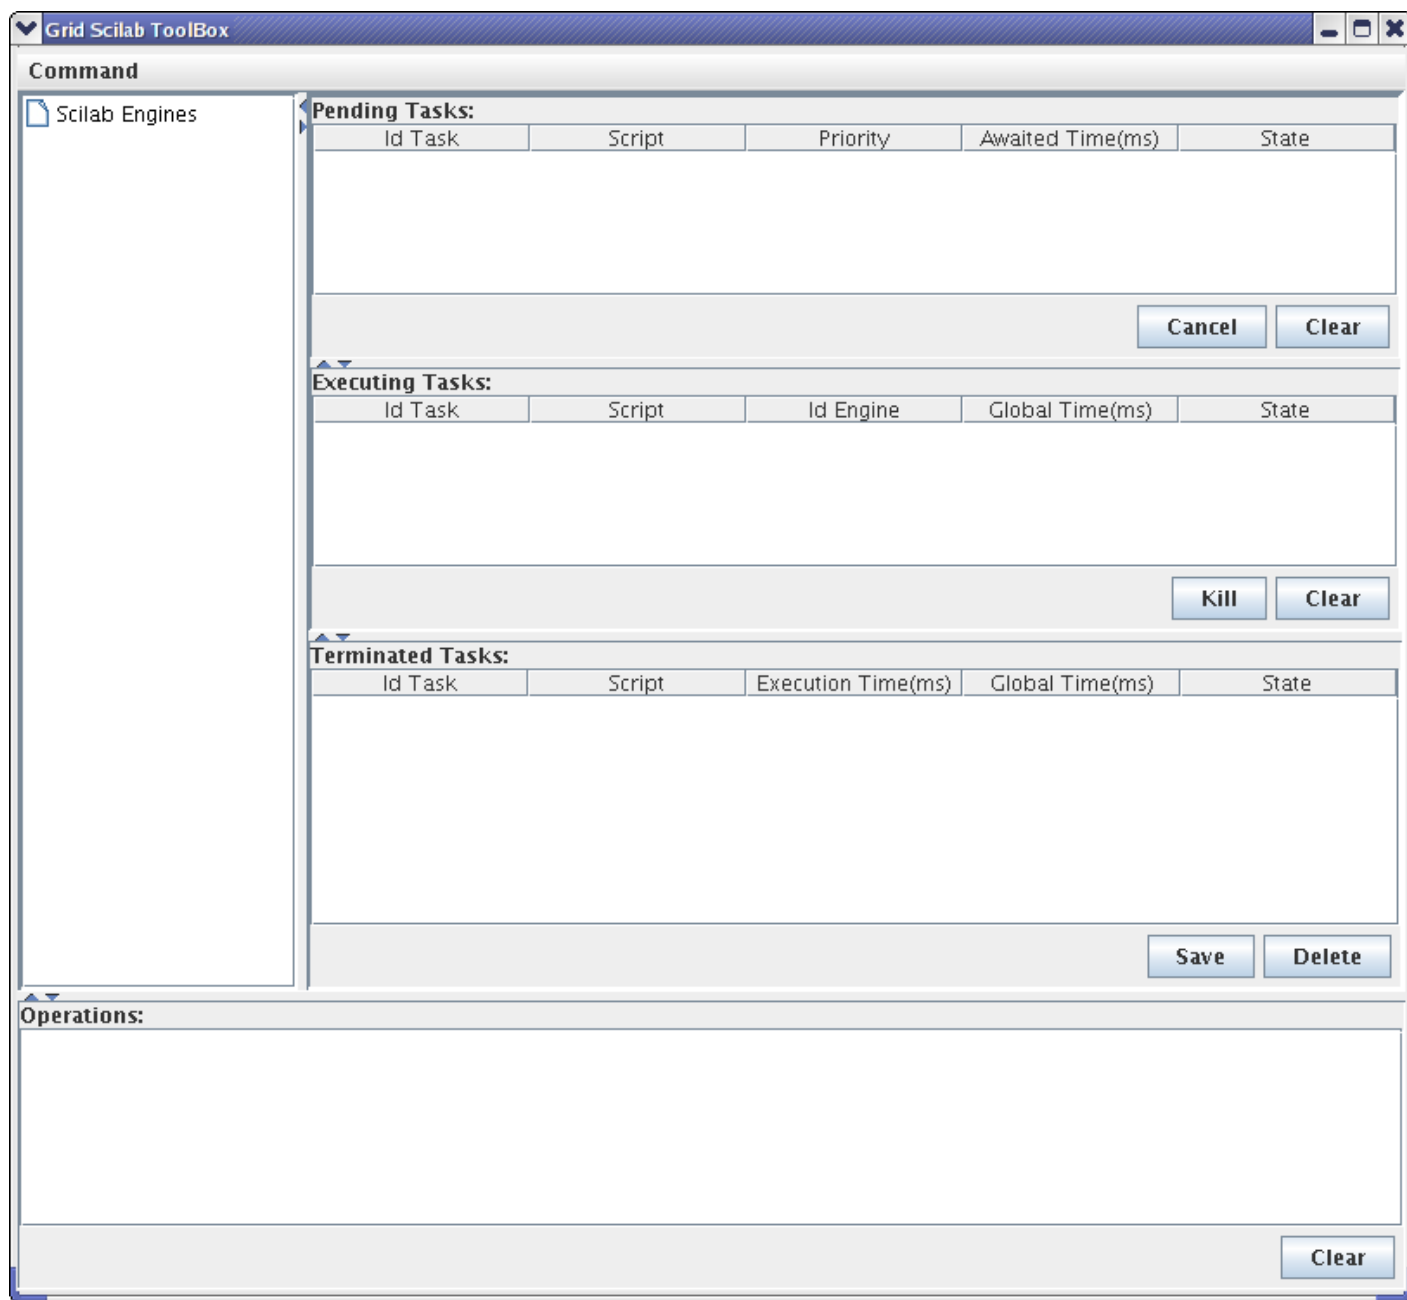 Grid Scilab ToolBox
Command
Scilab Engines
Pending Tasks:
Id Task Script Priority Awaited Time(ms) State
Cancel Clear
Executing Tasks:
Id Task Script Id Engine Global Time(ms) State
Kill Clear
Terminated Tasks:
Id Task Script Execution Time(ms) Global Time(ms) State
Save Delete
Operations:
Clear